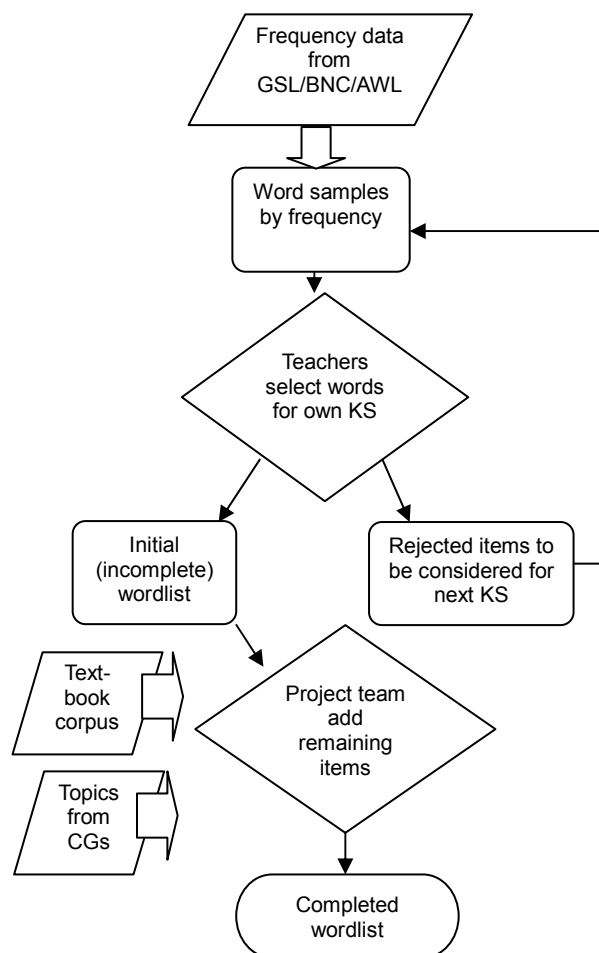 Frequency data
from
GSL/BNC/AWL
Word samples
by frequency
Teachers
select words
for own KS
Initial
(incomplete)
wordlist
Rejected items to
be considered for
next KS
Text-
book
corpus
Project team
add
remaining
items
Topics
from
CGs
Completed
wordlist